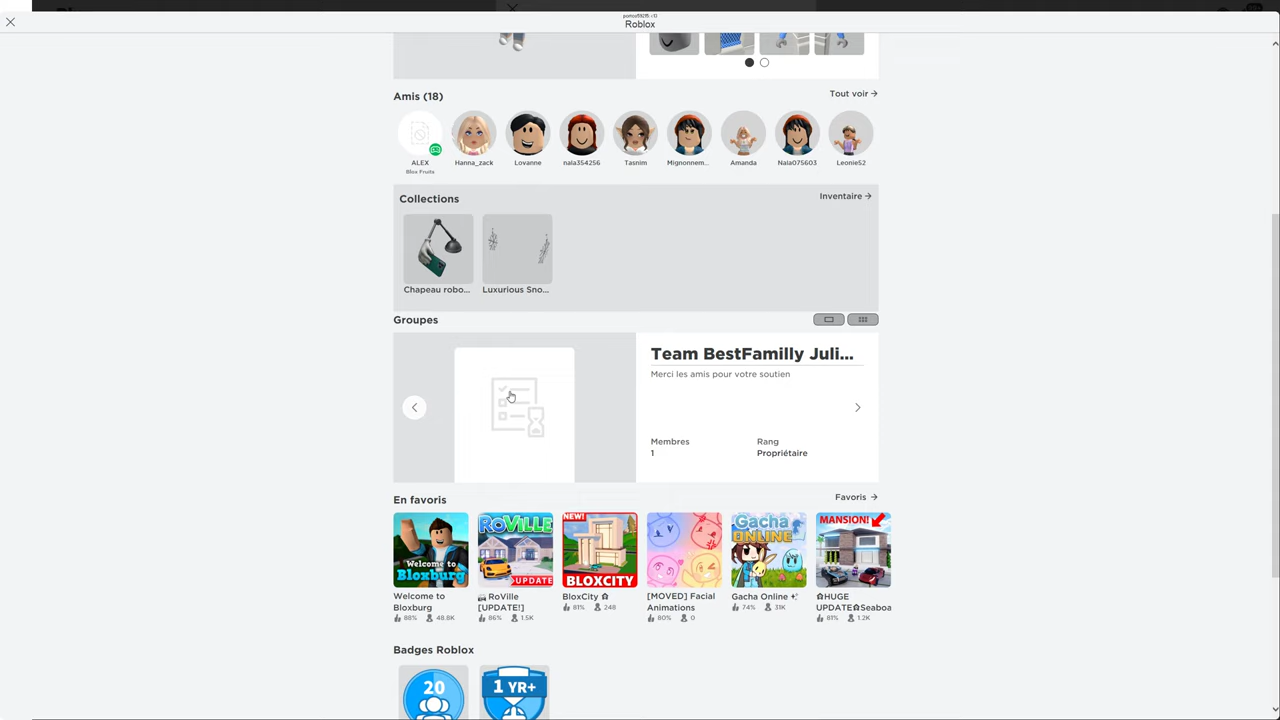 Roblox
Amis (18)
Tout voir →
ALEX
Blox Fruits
Hanna_zack
Lovanne
nala354256
Tasnim
Mignonnem...
Amanda
Nala075603
Leonie52
Collections
Inventaire →
Chapeau robo...
Luxurious Sno...
Groupes
Team BestFamilly Juli...
Merci les amis pour votre soutien
Membres
1
Rang
Propriétaire
En favoris
Favoris →
Welcome to
Bloxburg
ROVILLE
UPDATE
NEW!
BLOXCITY
Gacha
ONLINE
MANSION!
Welcome to
Bloxburg
88% 48.8K
RoVille
[UPDATE!]
86% 1.5K
BloxCity
81% 248
[MOVED] Facial
Animations
80% 0
Gacha Online
74% 31K
HUGE
UPDATE Seaboa
81% 1.2K
Badges Roblox
20
1 YR+